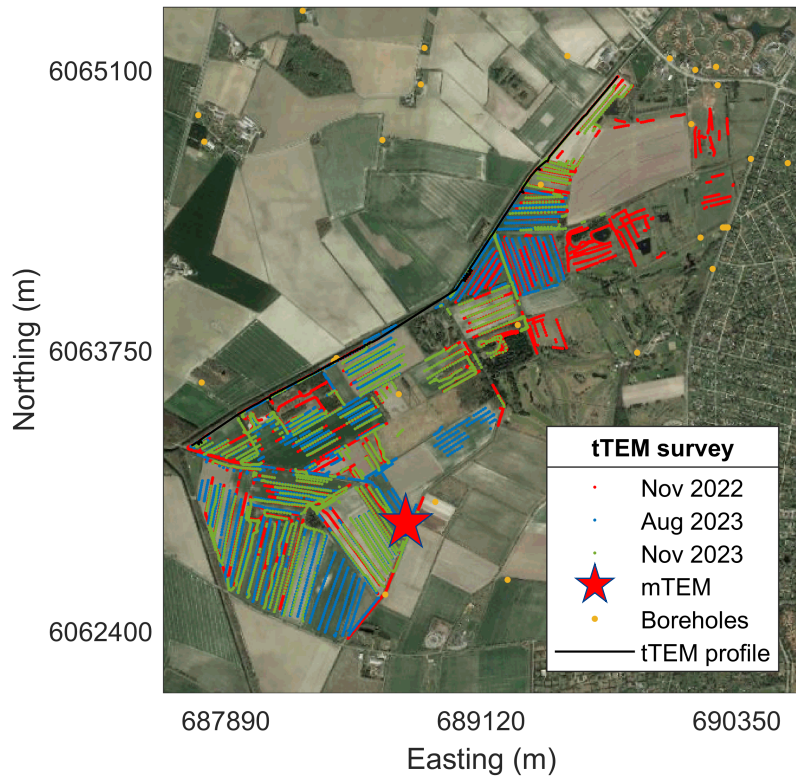 6065100
Northing (m)
6063750
6062400
tTEM survey
Nov 2022
Aug 2023
Nov 2023
mTEM
Boreholes
tTEM profile
687890
689120
690350
Easting (m)